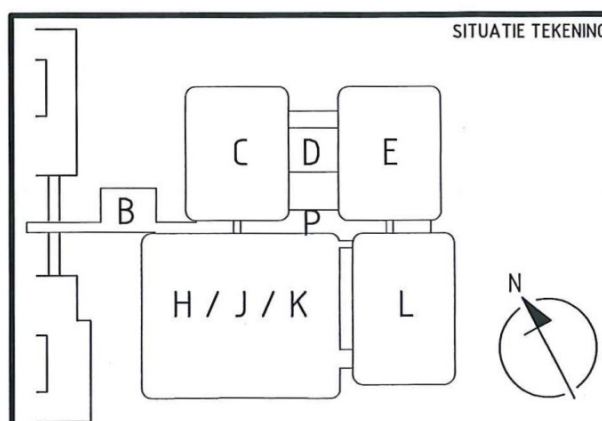 SITUATIE TEKENING
C D E
B
P
H / J / K L
N